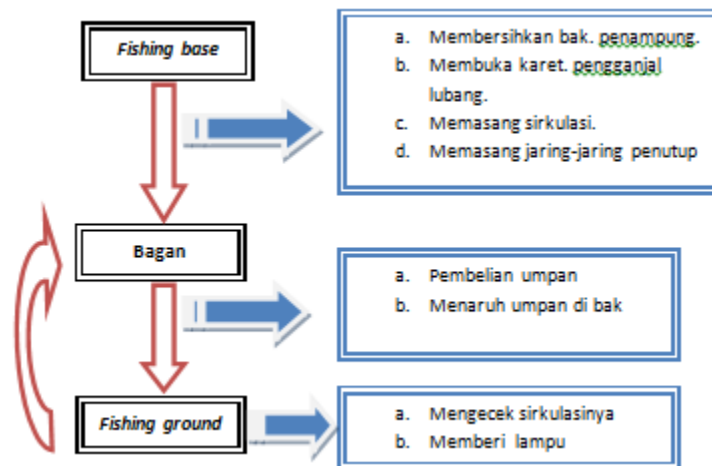 Fishing base
a. Membersihkan bak. penampung.
b. Membuka karet. pengganjal
lubang.
c. Memasang sirkulasi.
d. Memasang jaring-jaring penutup
Bagan
a. Pembelian umpan
b. Menaruh umpan di bak
Fishing ground
a. Mengecek sirkulasinya
b. Memberi lampu